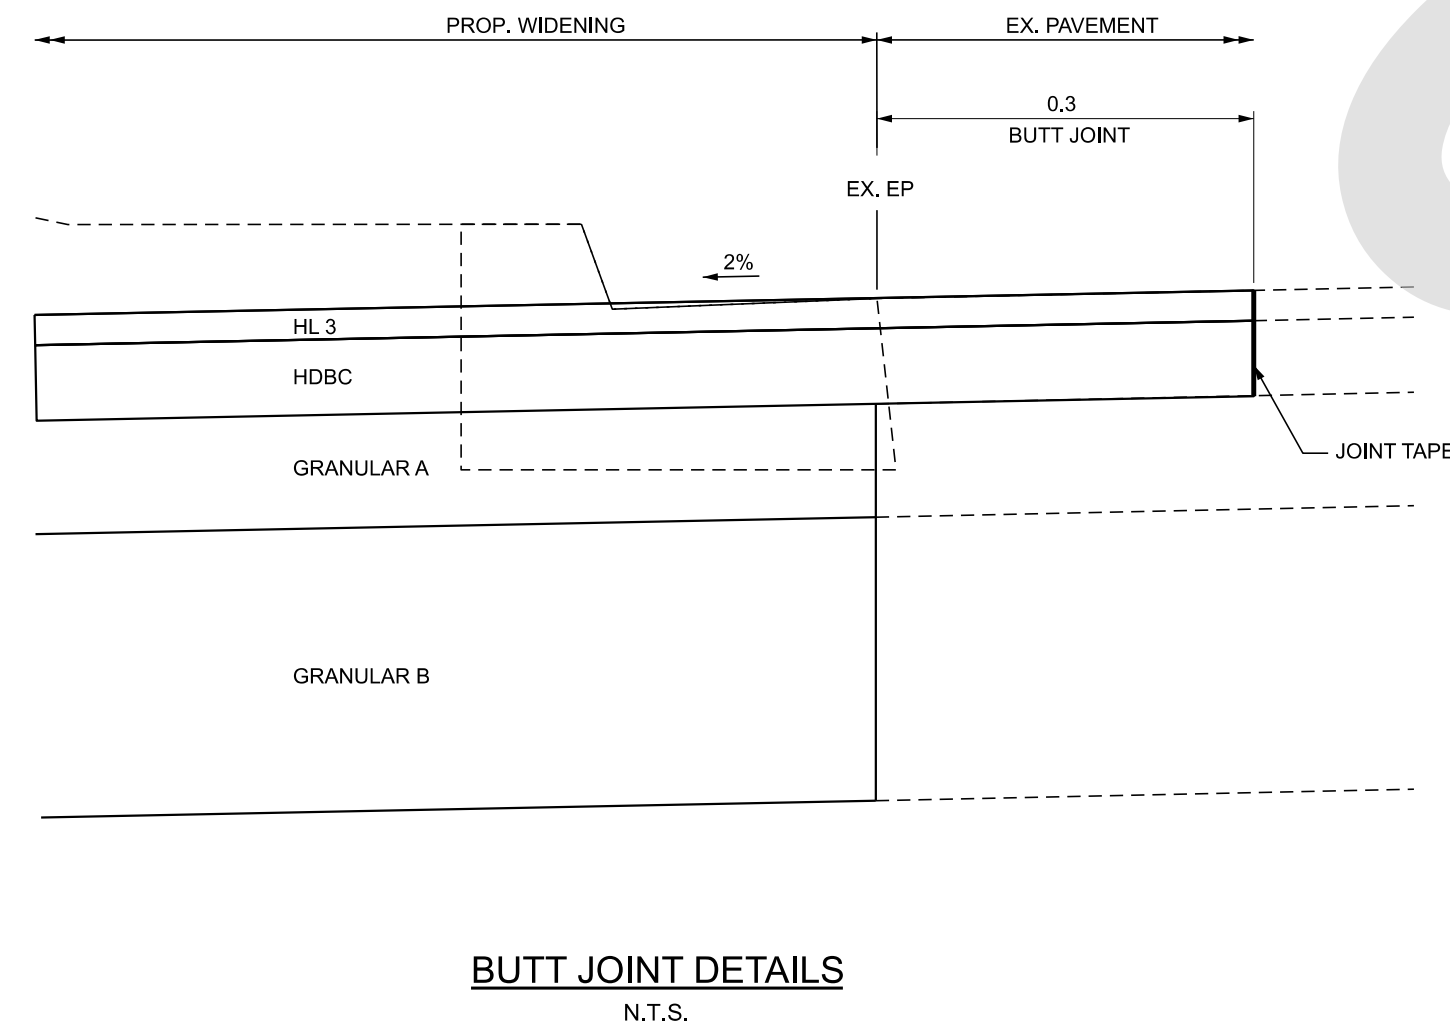 PROP. WIDENING
EX. PAVEMENT
0.3
BUTT JOINT
EX. EP
2%
HL 3
HDBC
JOINT TAPE
GRANULAR A
GRANULAR B
BUTT JOINT DETAILS
N.T.S.